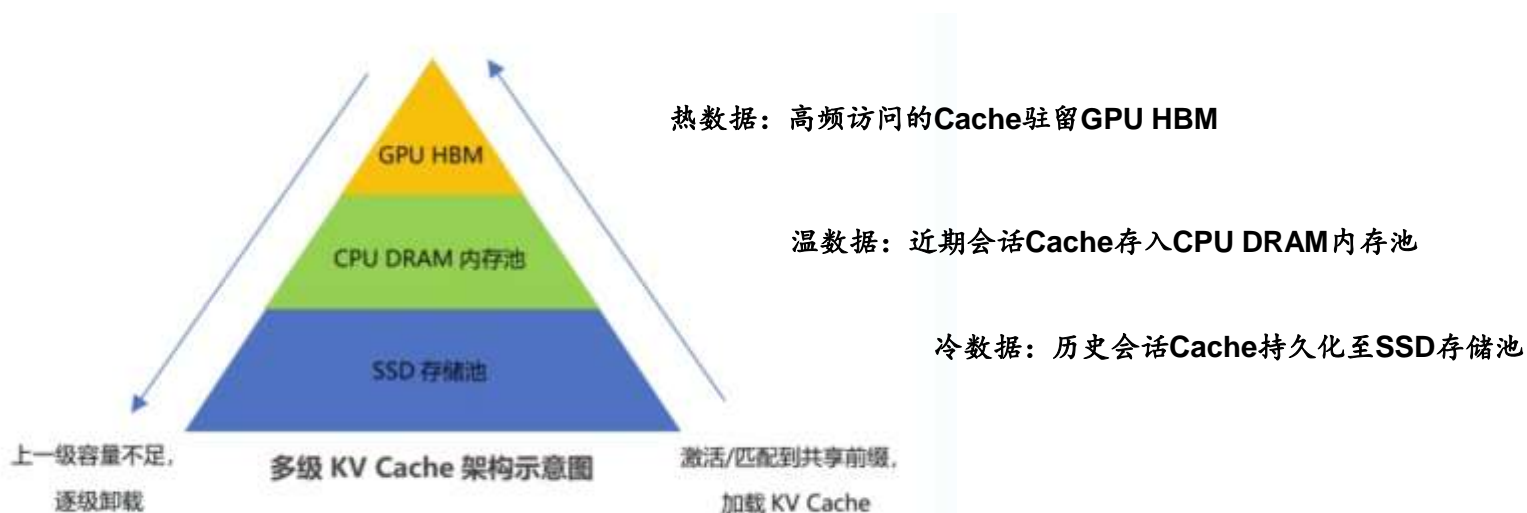 热数据：高频访问的Cache驻留GPU HBM
GPU HBM
温数据：近期会话Cache存入CPU DRAM内存池
CPU DRAM 内存池
冷数据：历史会话Cache持久化至SSD存储池
SSD 存储池
上一级容量不足，
逐级卸载
多级 KV Cache 架构示意图
激活/匹配到共享前缀，
加载 KV Cache